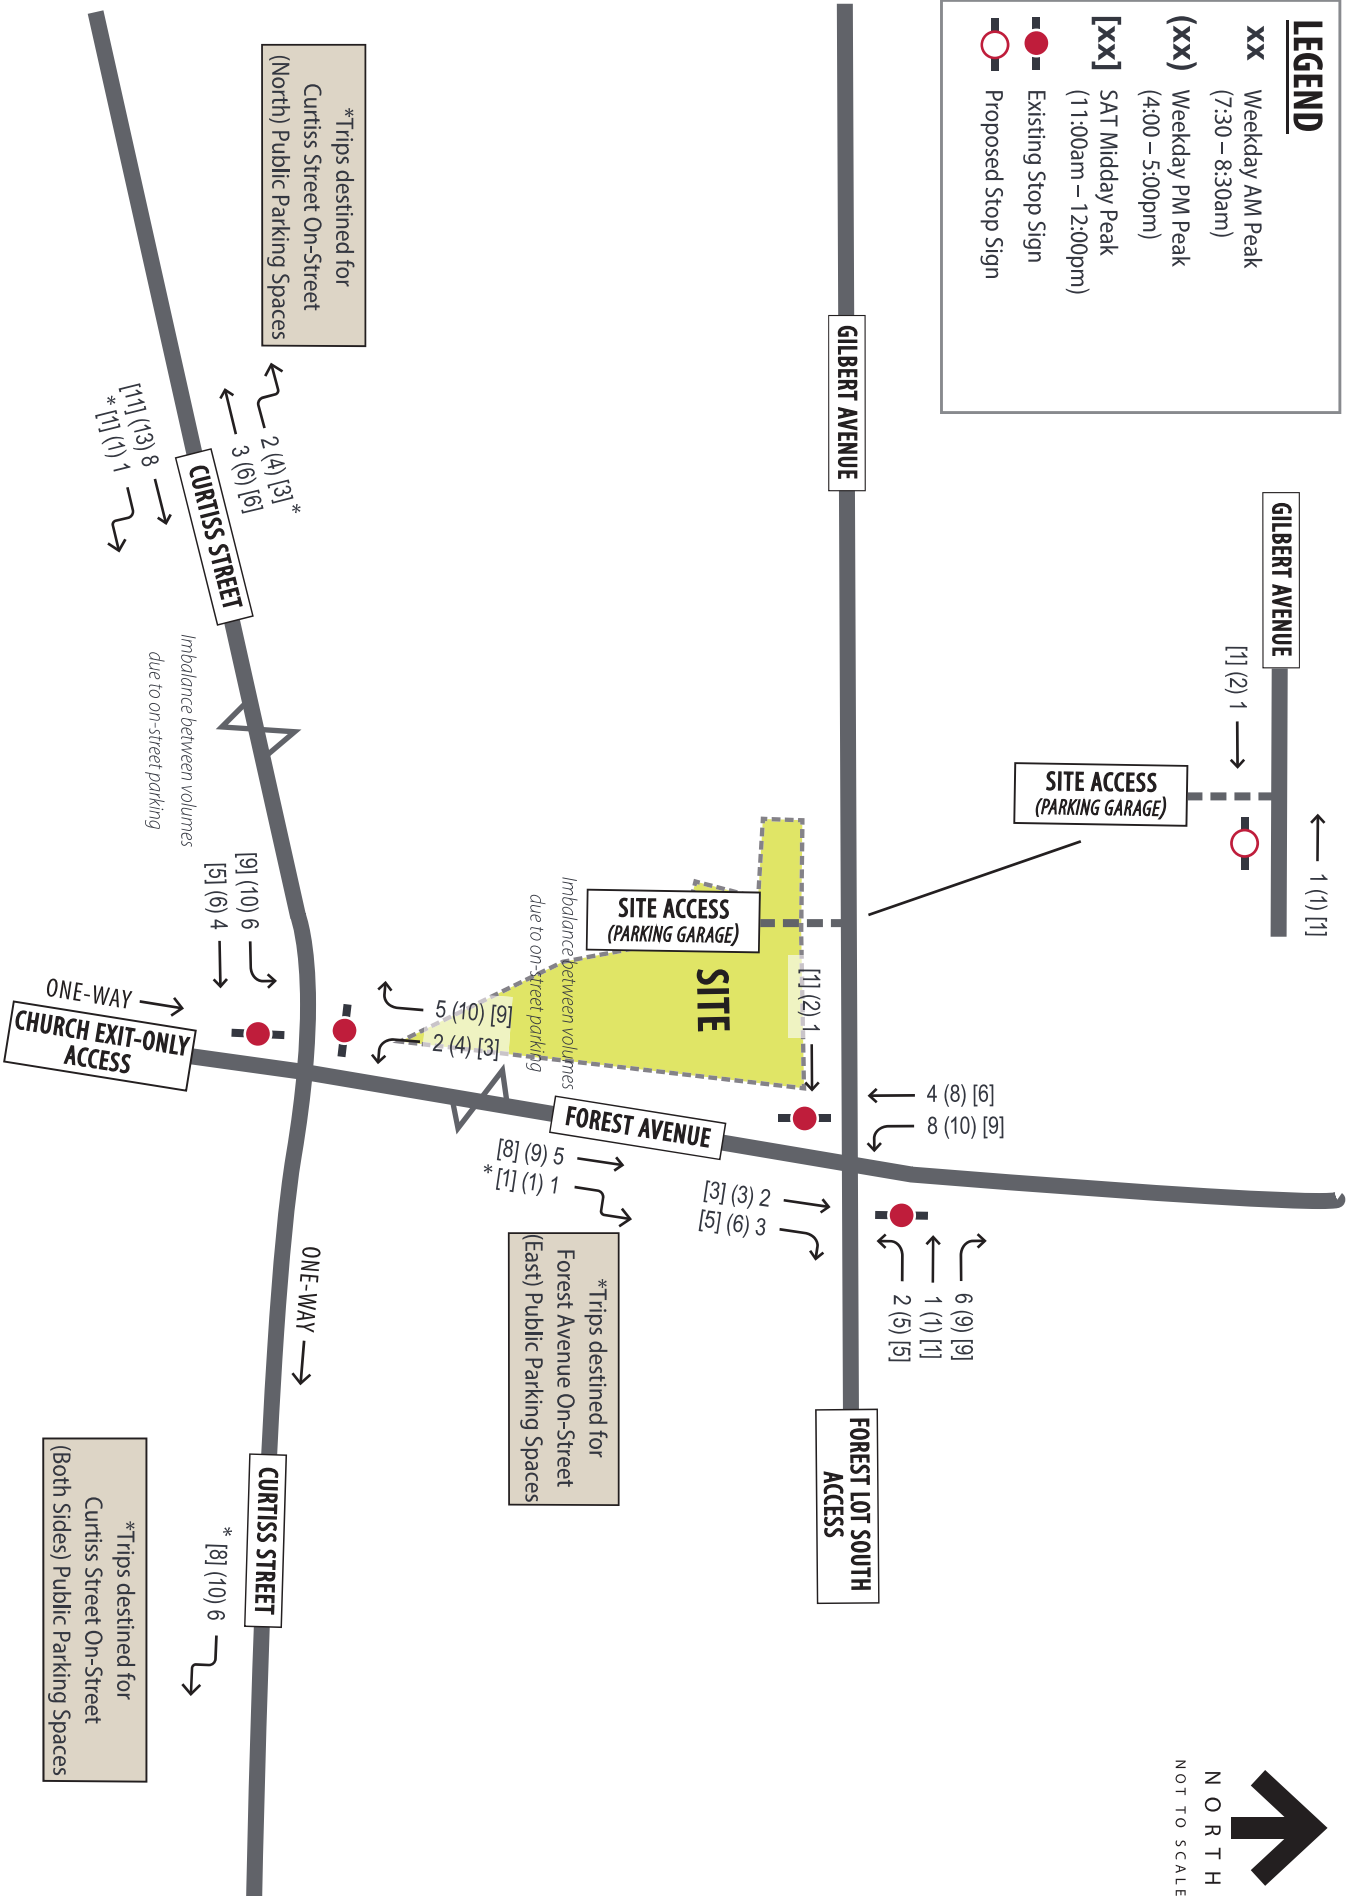 LEGEND
xx Weekday AM Peak
(7:30 – 8:30am)
(xx) Weekday PM Peak
(4:00 – 5:00pm)
[xx] SAT Midday Peak
(11:00am – 12:00pm)
Existing Stop Sign
Proposed Stop Sign
GILBERT AVENUE
1 (1) [1]
[1] (2) 1
SITE ACCESS
(PARKING GARAGE)
NORTH
NOT TO SCALE
GILBERT AVENUE
SITE ACCESS
(PARKING GARAGE)
SITE
[1] (2) 1
4 (8) [6]
8 (10) [9]
6 (9) [9]
1 (1) [1]
2 (5) [5]
[3] (3) 2
[5] (6) 3
FOREST LOT SOUTH
ACCESS
FOREST AVENUE
[8] (9) 5
* [1] (1) 1
*Trips destined for
Forest Avenue On-Street
(East) Public Parking Spaces
Imbalance between volumes
due to on-street parking
5 (10) [9]
2 (4) [3]
*Trips destined for
Curtiss Street On-Street
(North) Public Parking Spaces
2 (4) [3] *
3 (6) [6]
CURTISS STREET
[11] (13) 8
* [1] (1) 1
Imbalance between volumes
due to on-street parking
[9] (10) 6
[5] (6) 4
ONE-WAY
CHURCH EXIT-ONLY
ACCESS
ONE-WAY
CURTISS STREET
* [8] (10) 6
*Trips destined for
Curtiss Street On-Street
(Both Sides) Public Parking Spaces